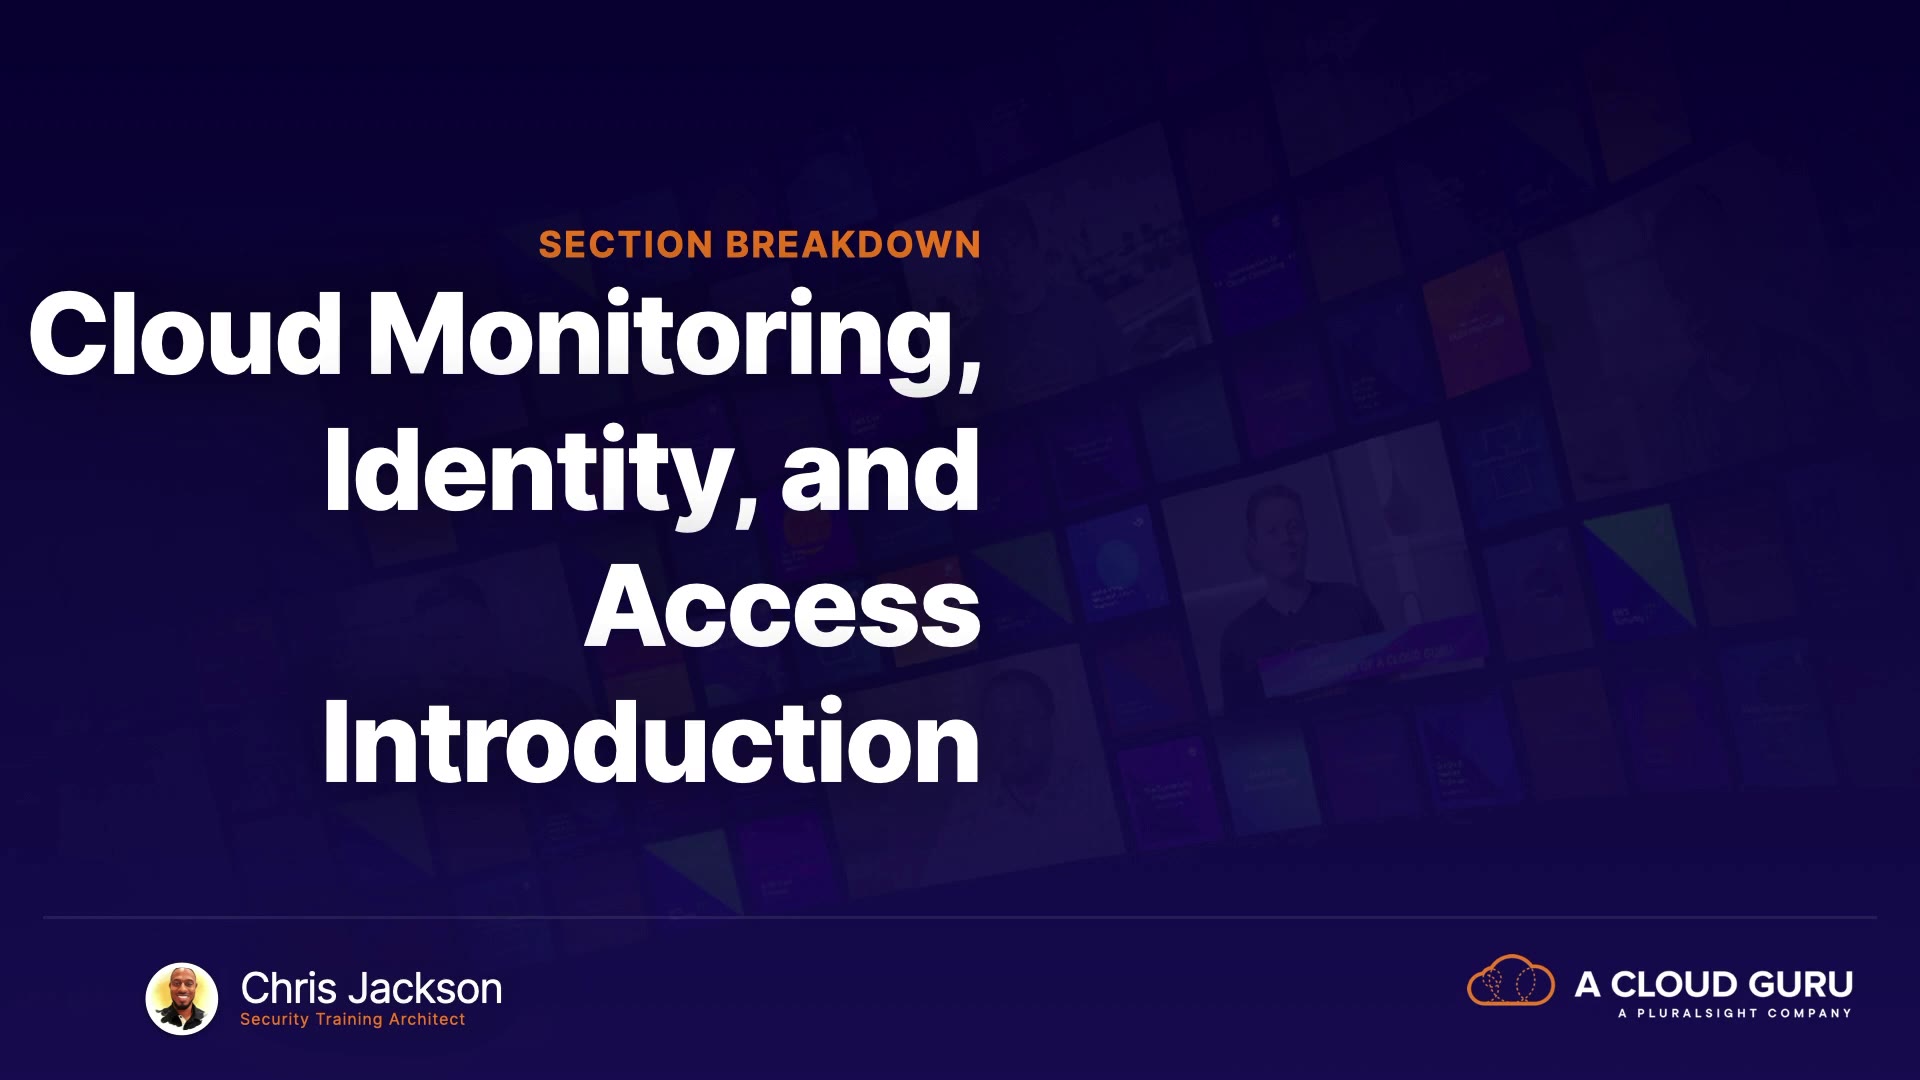 SECTION BREAKDOWN
Cloud Monitoring,
Identity, and
Access
Introduction
Chris Jackson
Security Training Architect
A CLOUD GURU
A PLURALSIGHT COMPANY